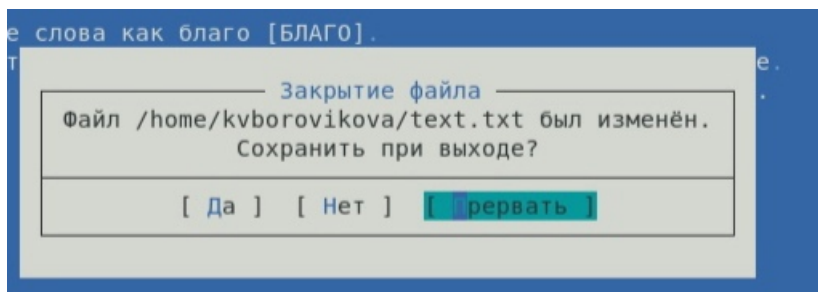 е слова как благо [БЛАГО].
т е.
Закрытие файла .
Файл /home/kvborovikova/text.txt был изменён.
Сохранить при выходе?
[ Да ] [ Нет ] [ Прервать ]